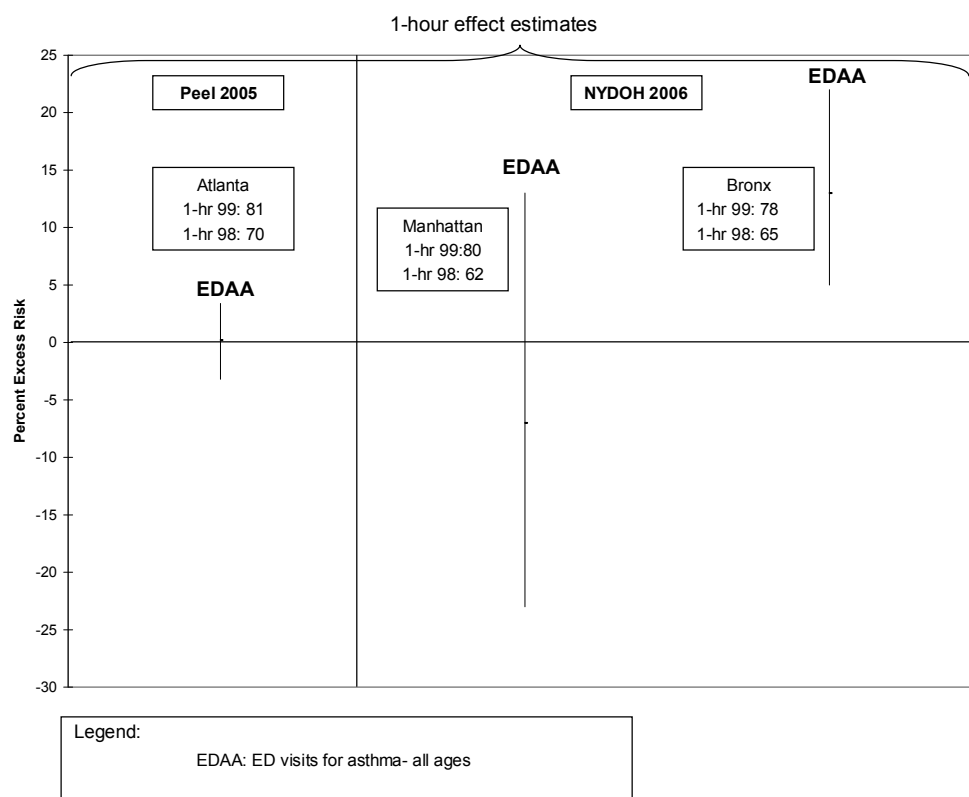 1-hour effect estimates
25
20
15
10
5
0
-5
-10
-15
-20
-25
-30
Percent Excess Risk
Peel 2005
NYDOH 2006
EDAA
Atlanta
1-hr 99: 81
1-hr 98: 70
EDAA
EDAA
Manhattan
1-hr 99:80
1-hr 98: 62
Bronx
1-hr 99: 78
1-hr 98: 65
EDAA
Legend:
EDAA: ED visits for asthma- all ages